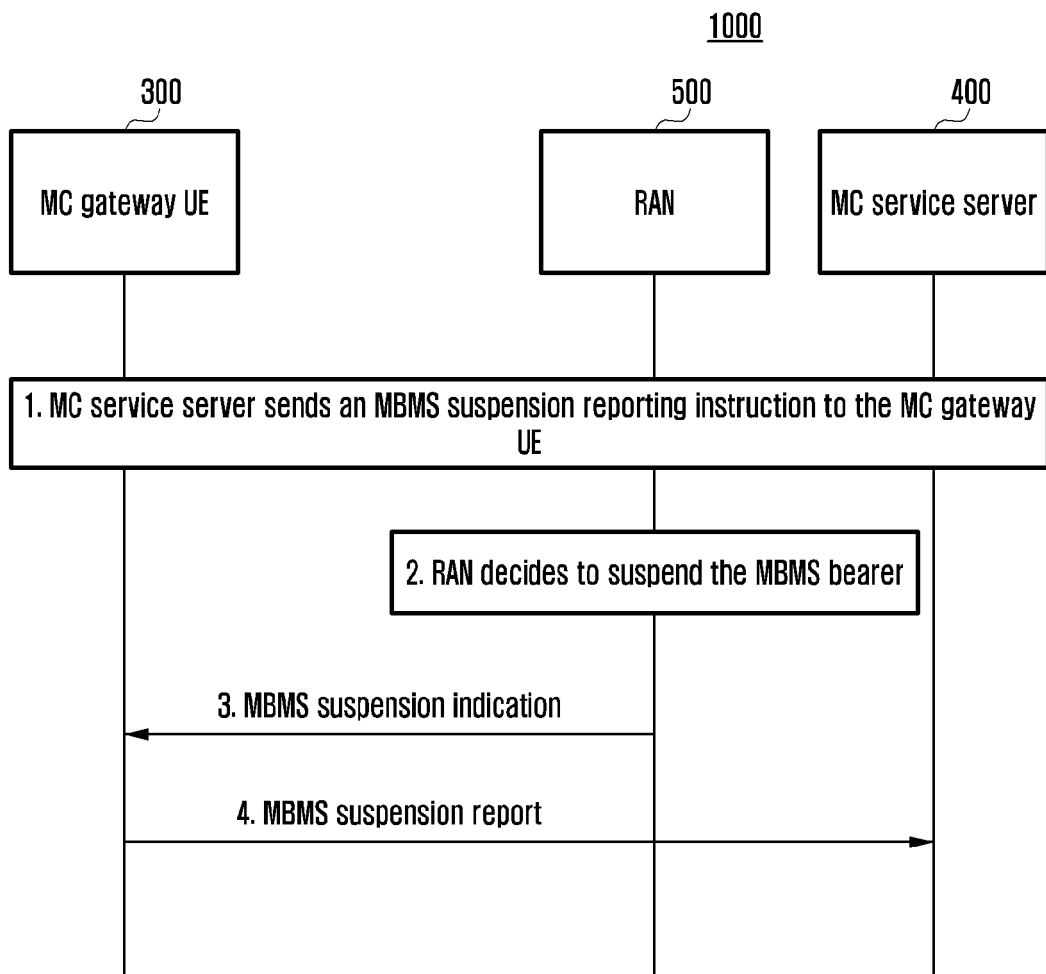 1000
300
500
400
MC gateway UE
RAN
MC service server
1. MC service server sends an MBMS suspension reporting instruction to the MC gateway
UE
2. RAN decides to suspend the MBMS bearer
3. MBMS suspension indication
4. MBMS suspension report